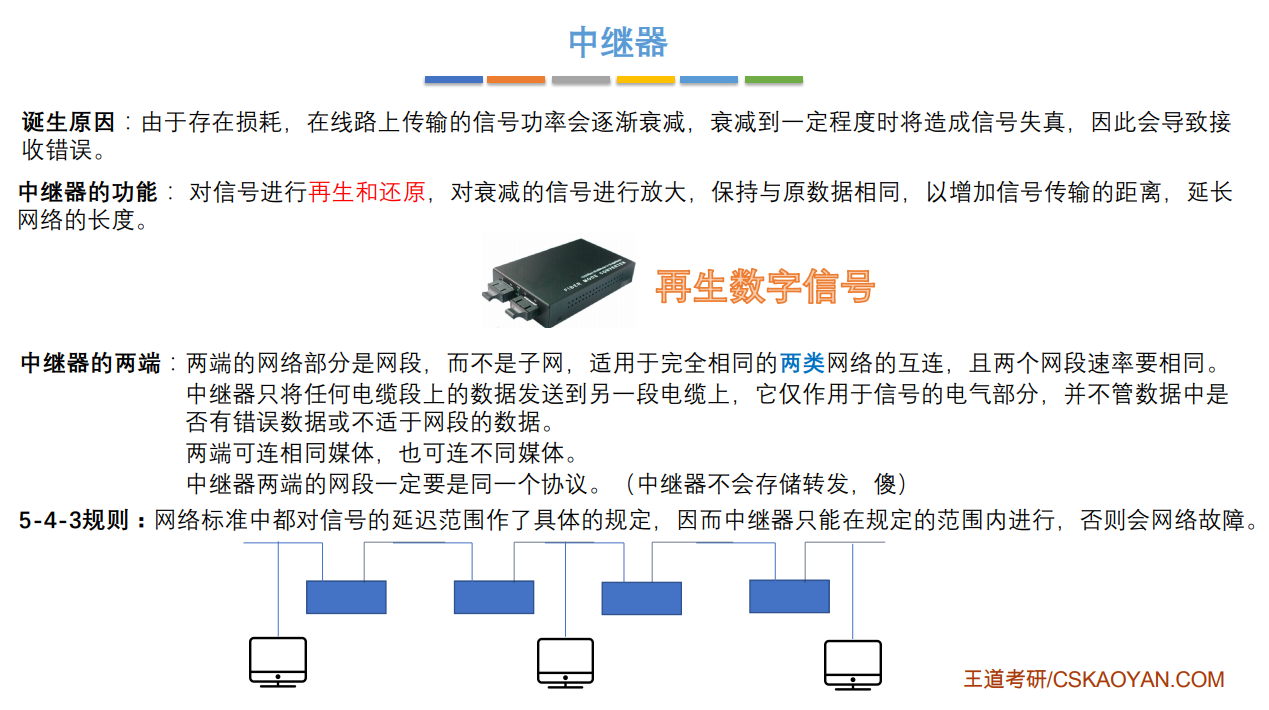 中继器
诞生原因：由于存在损耗，在线路上传输的信号功率会逐渐衰减，衰减到一定程度时将造成信号失真，因此会导致接
收错误。
中继器的功能： 对信号进行再生和还原，对衰减的信号进行放大，保持与原数据相同，以增加信号传输的距离，延长
网络的长度。
FIBER MODE CONVERTER
再生数字信号
中继器的两端：两端的网络部分是网段，而不是子网，适用于完全相同的两类网络的互连，且两个网段速率要相同。
中继器只将任何电缆段上的数据发送到另一段电缆上，它仅作用于信号的电气部分，并不管数据中是
否有错误数据或不适于网段的数据。
两端可连相同媒体，也可连不同媒体。
中继器两端的网段一定要是同一个协议。（中继器不会存储转发，傻）
5-4-3规则：网络标准中都对信号的延迟范围作了具体的规定，因而中继器只能在规定的范围内进行，否则会网络故障。
王道考研/CSKAOYAN.COM